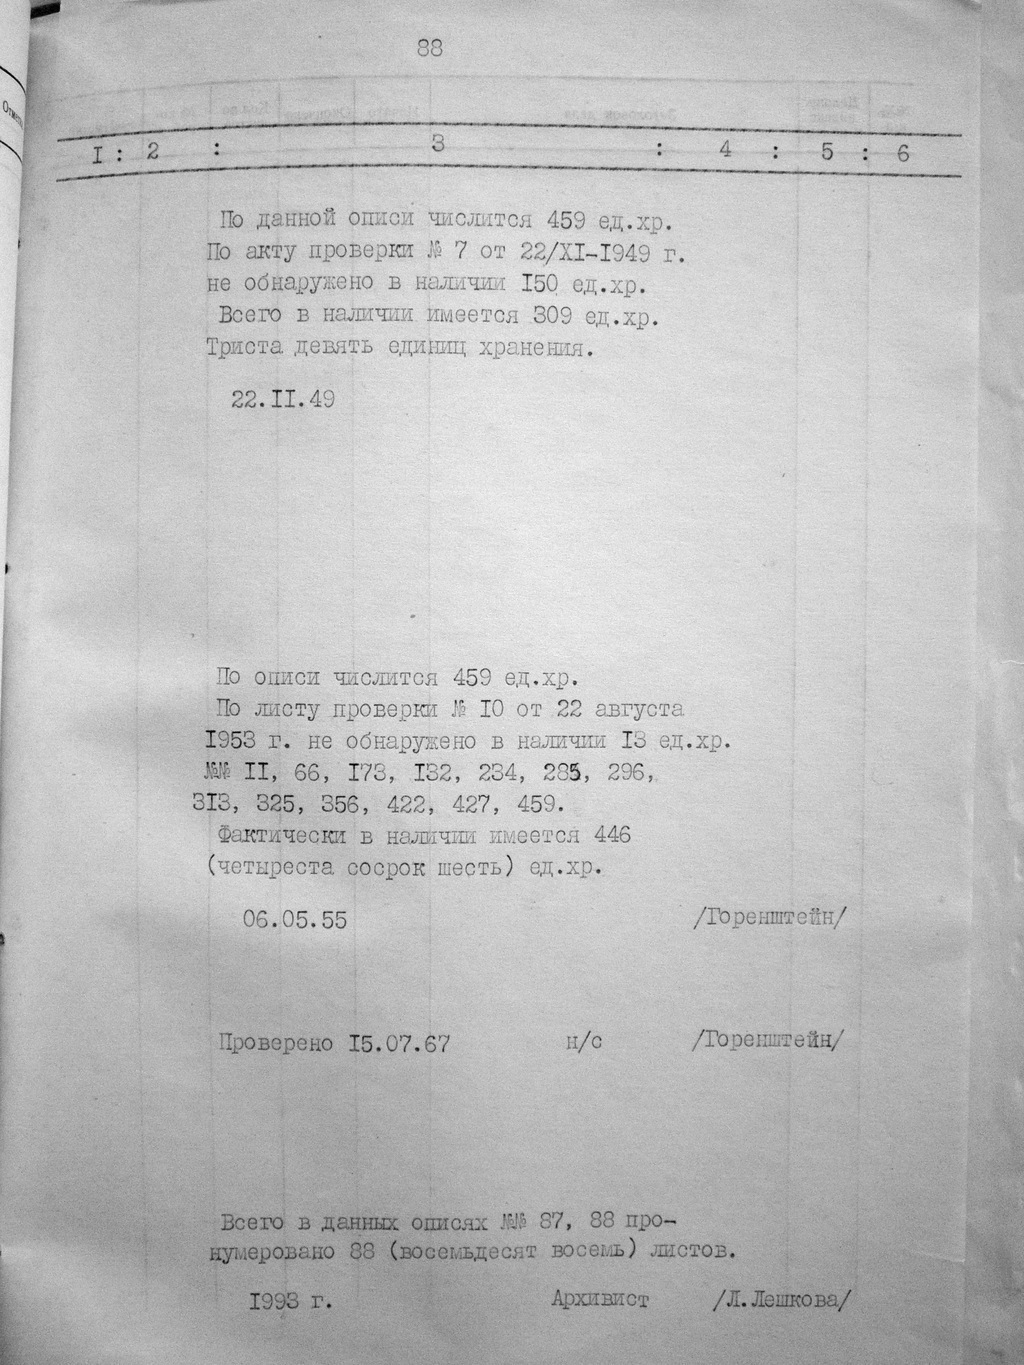 88
I : 2 : 3 : 4 : 5 : 6
По данной описи числится 459 ед.хр.
По акту проверки № 7 от 22/XI-1949 г.
не обнаружено в наличии I50 ед.хр.
Всего в наличии имеется 309 ед.хр.
Триста девять единиц хранения.
22.II.49
По описи числится 459 ед.хр.
По листу проверки № I0 от 22 августа
I953 г. не обнаружено в наличии I3 ед.хр.
№№ II, 66, I73, I32, 234, 285, 296,
3I3, 325, 356, 422, 427, 459.
Фактически в наличии имеется 446
(четыреста сосрок шесть) ед.хр.
06.05.55 /Горенштейн/
Проверено I5.07.67 н/с /Горенштейн/
Всего в данных описях №№ 87, 88 про-
нумеровано 88 (восемьдесят восемь) листов.
I993 г. Архивист /Л.Лешкова/